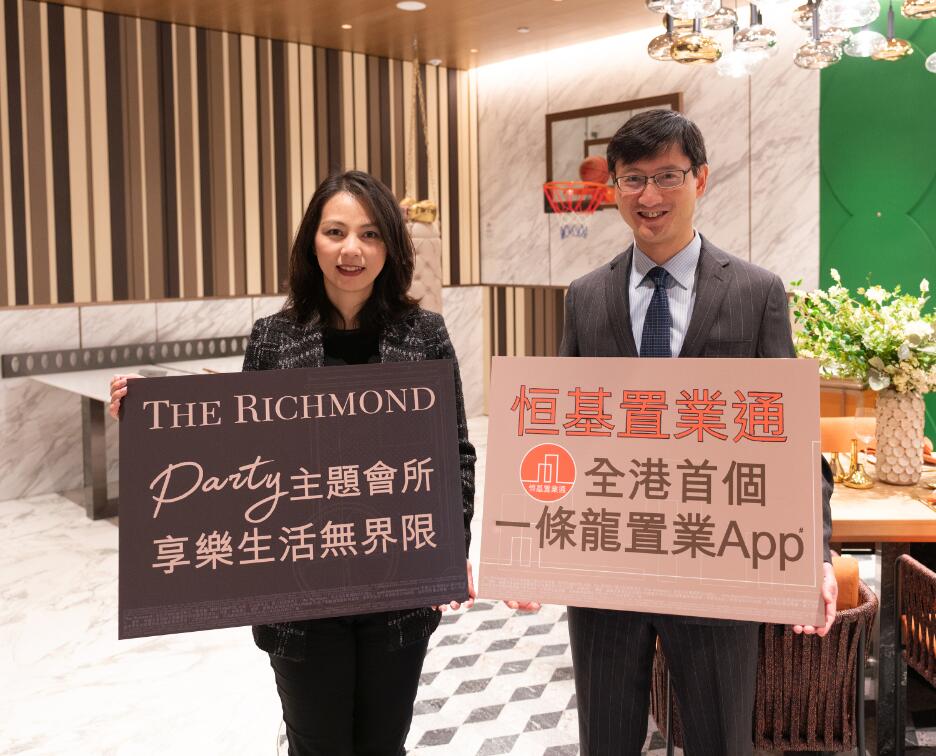 THE RICHMOND
Party主題會所
享樂生活無界限
恒基置業通
恒基置業通
全港首個
一條龍置業App#